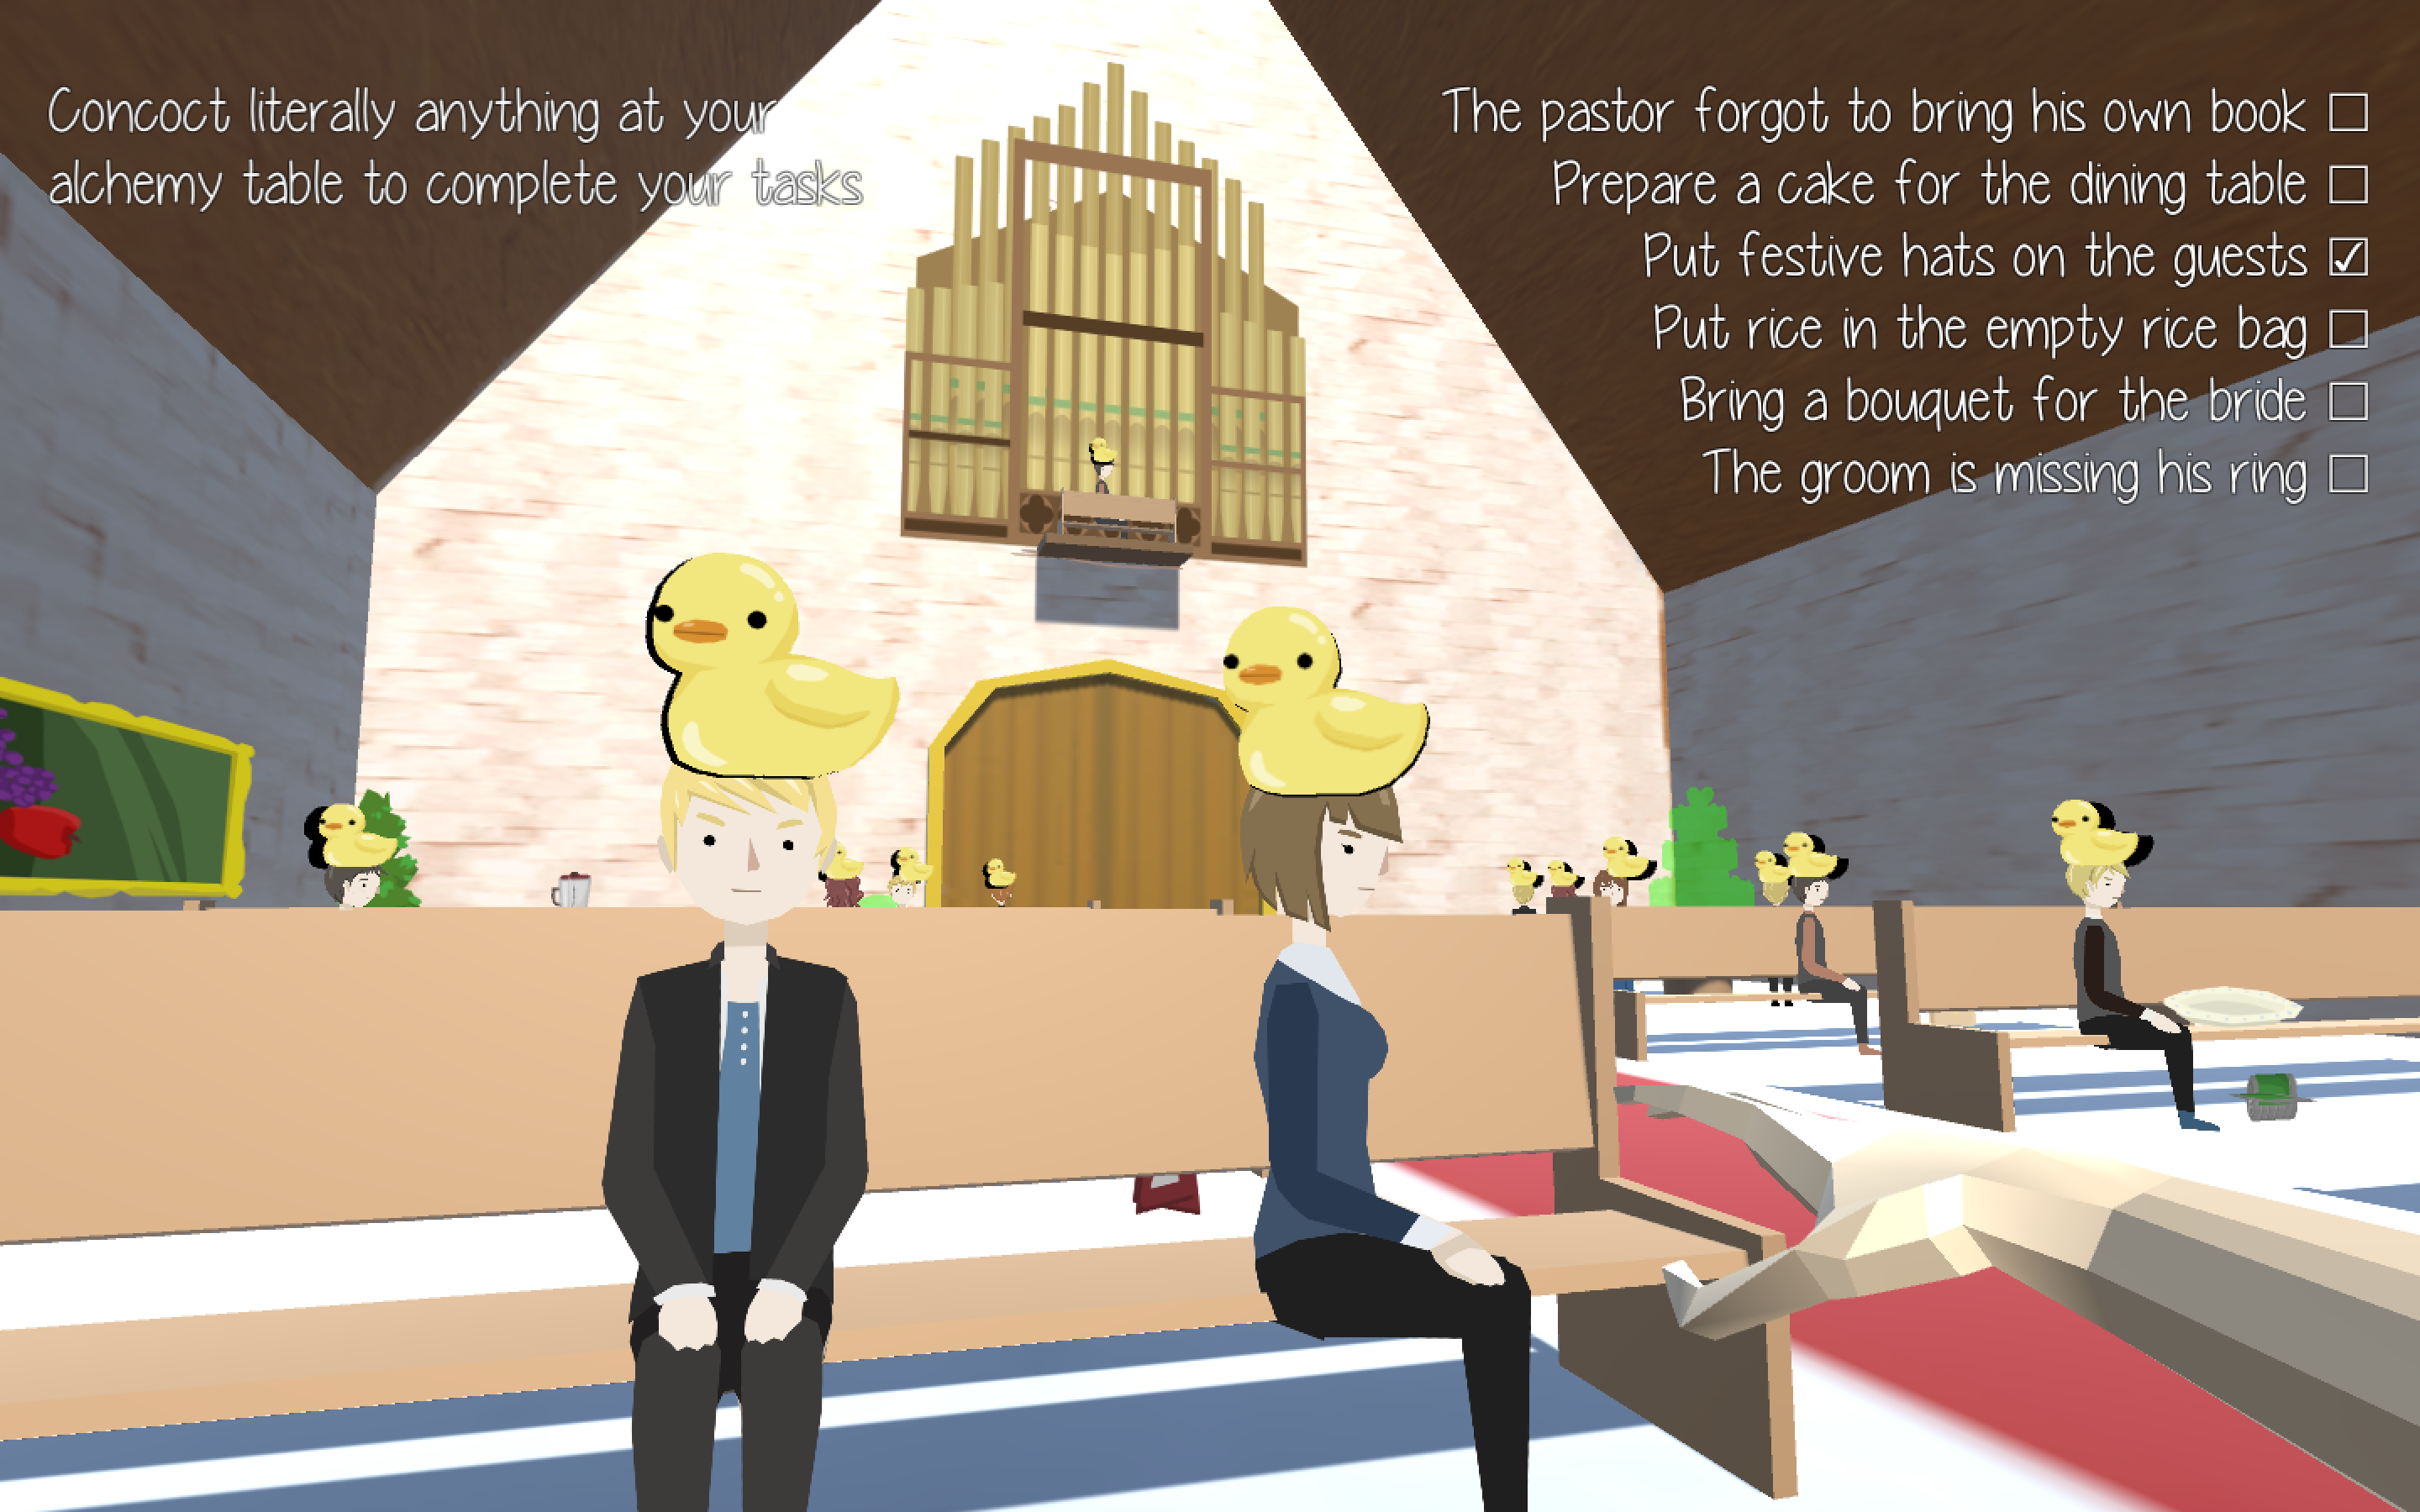 Concoct literally anything at your
alchemy table to complete your tasks
The pastor forgot to bring his own book
Prepare a cake for the dining table
Put festive hats on the guests
Put rice in the empty rice bag
Bring a bouquet for the bride
The groom is missing his ring